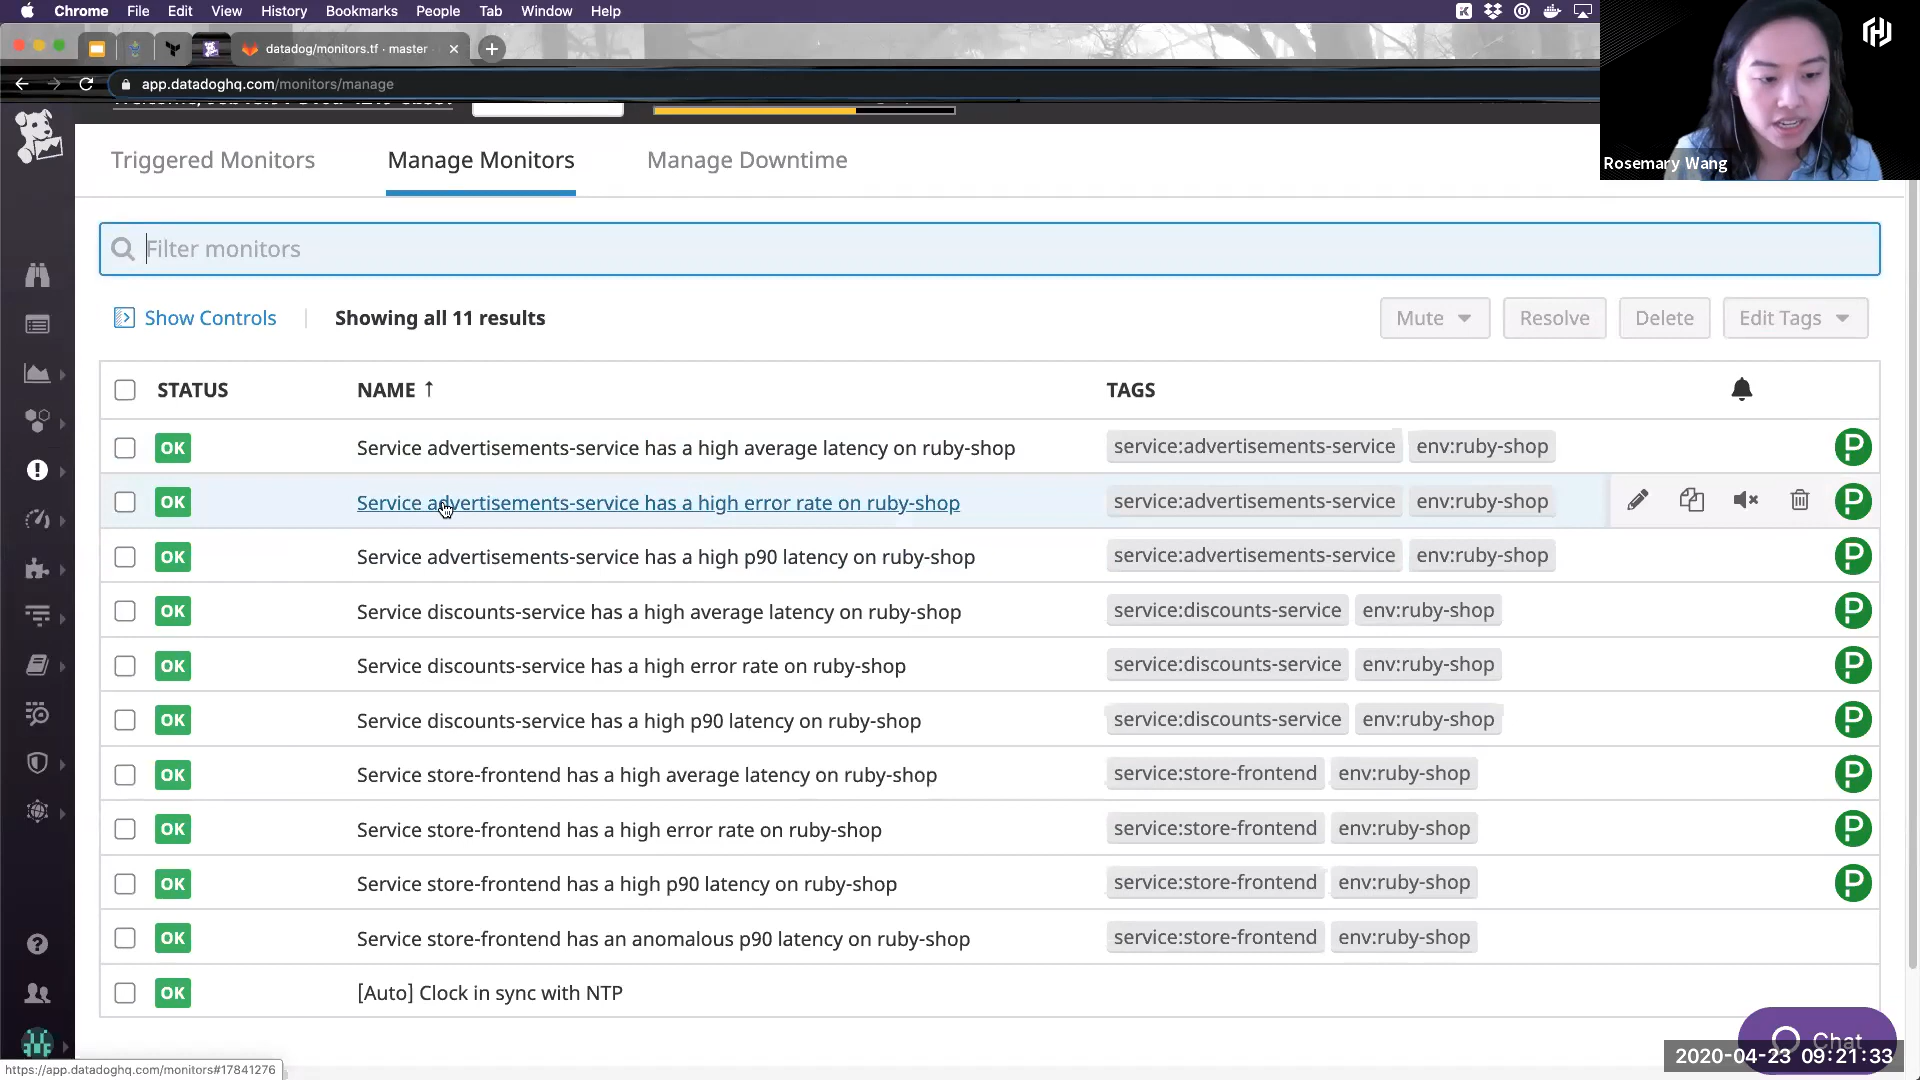 Chrome File Edit View History Bookmarks People Tab Window Help
datadog/monitors.tf · master
app.datadoghq.com/monitors/manage
Rosemary Wang
Triggered Monitors Manage Monitors Manage Downtime
Filter monitors
Show Controls Showing all 11 results Mute Resolve Delete Edit Tags
STATUS NAME ↑ TAGS
OK Service advertisements-service has a high average latency on ruby-shop service:advertisements-service env:ruby-shop
OK Service advertisements-service has a high error rate on ruby-shop service:advertisements-service env:ruby-shop
OK Service advertisements-service has a high p90 latency on ruby-shop service:advertisements-service env:ruby-shop
OK Service discounts-service has a high average latency on ruby-shop service:discounts-service env:ruby-shop
OK Service discounts-service has a high error rate on ruby-shop service:discounts-service env:ruby-shop
OK Service discounts-service has a high p90 latency on ruby-shop service:discounts-service env:ruby-shop
OK Service store-frontend has a high average latency on ruby-shop service:store-frontend env:ruby-shop
OK Service store-frontend has a high error rate on ruby-shop service:store-frontend env:ruby-shop
OK Service store-frontend has a high p90 latency on ruby-shop service:store-frontend env:ruby-shop
OK Service store-frontend has an anomalous p90 latency on ruby-shop service:store-frontend env:ruby-shop
OK [Auto] Clock in sync with NTP
Chat
2020-04-23 09:21:33
https://app.datadoghq.com/monitors#17841276